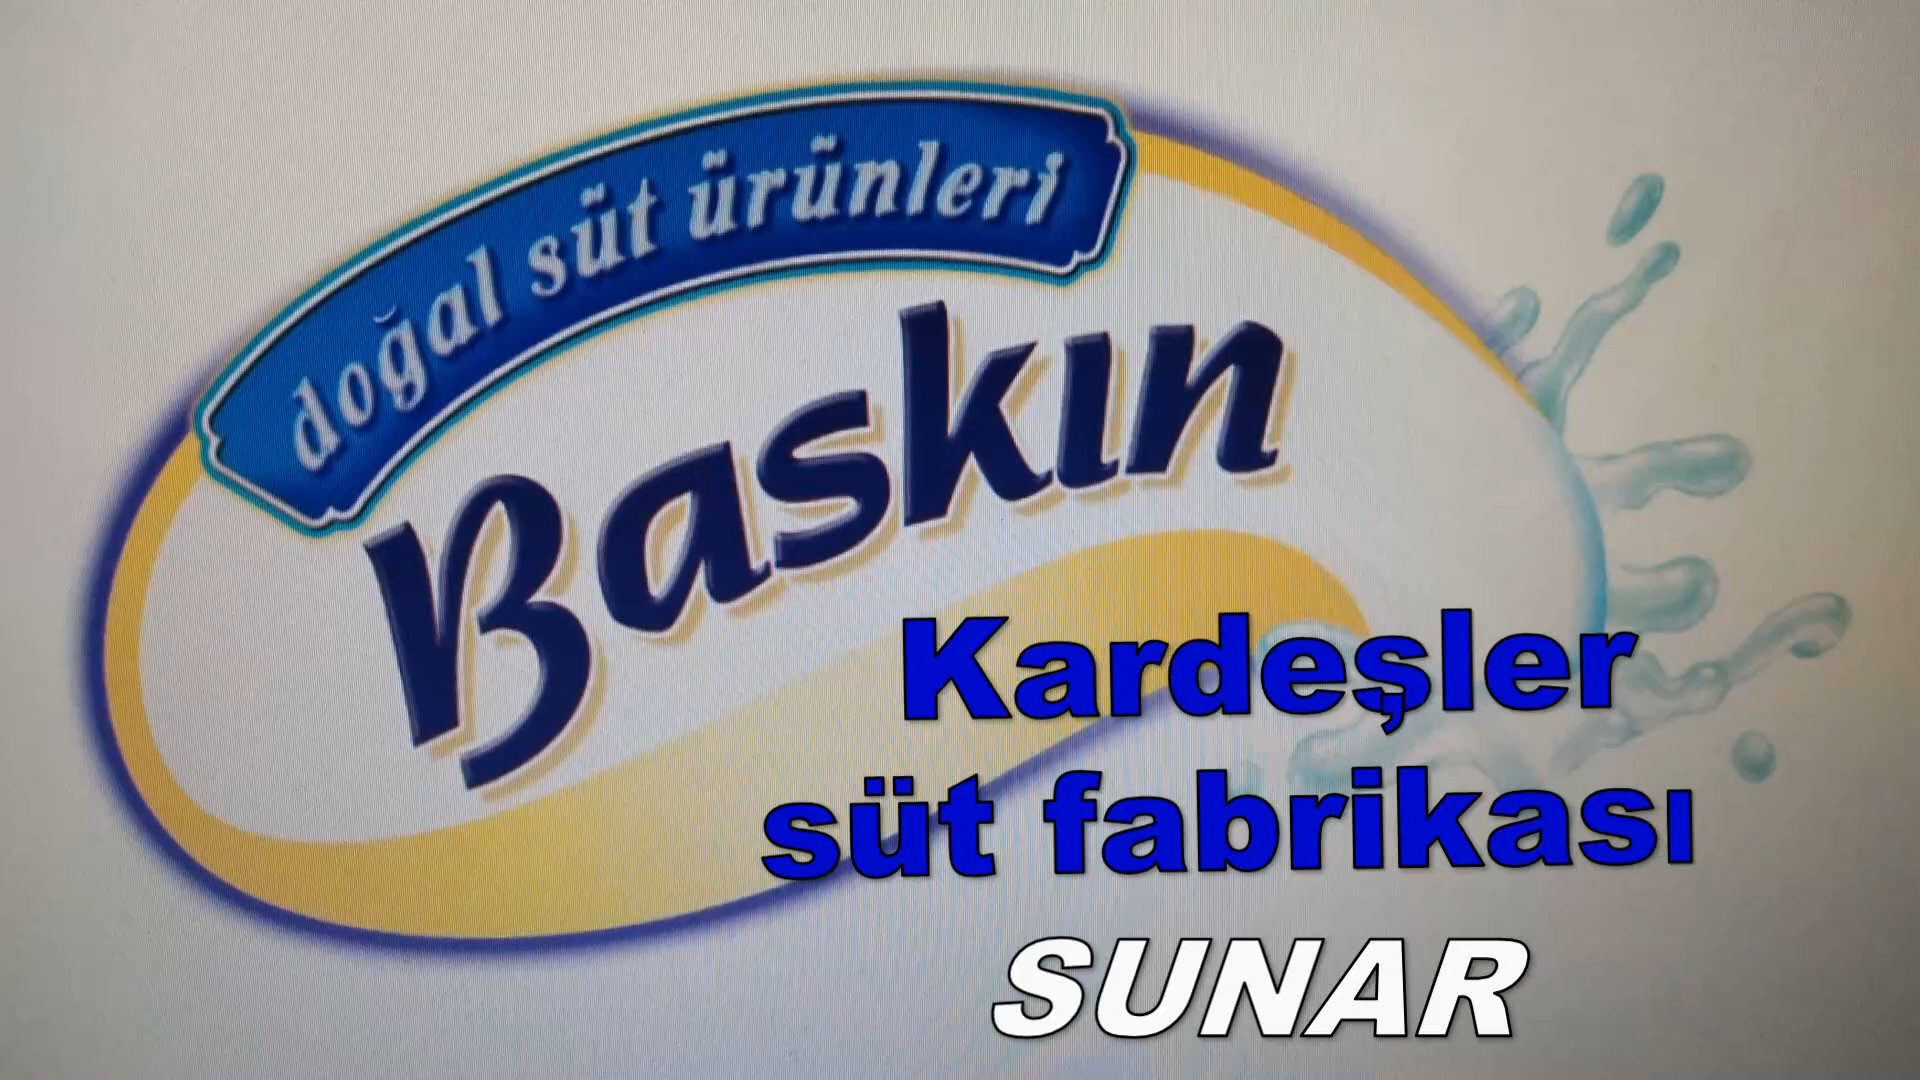 doğal süt ürünleri
Baskın
Kardeşler
süt fabrikası
SUNAR